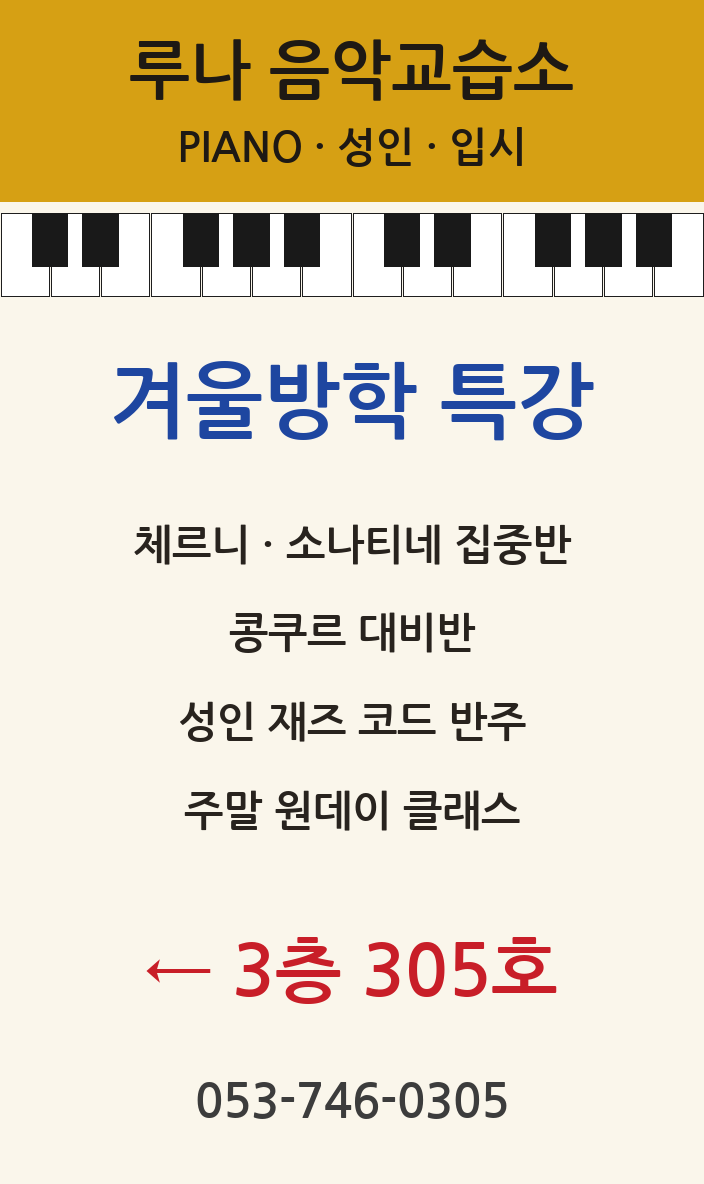 루나 음악교습소
PIANO · 성인 · 입시
겨울방학 특강
체르니 · 소나티네 집중반
콩쿠르 대비반
성인 재즈 코드 반주
주말 원데이 클래스
← 3층 305호
053-746-0305